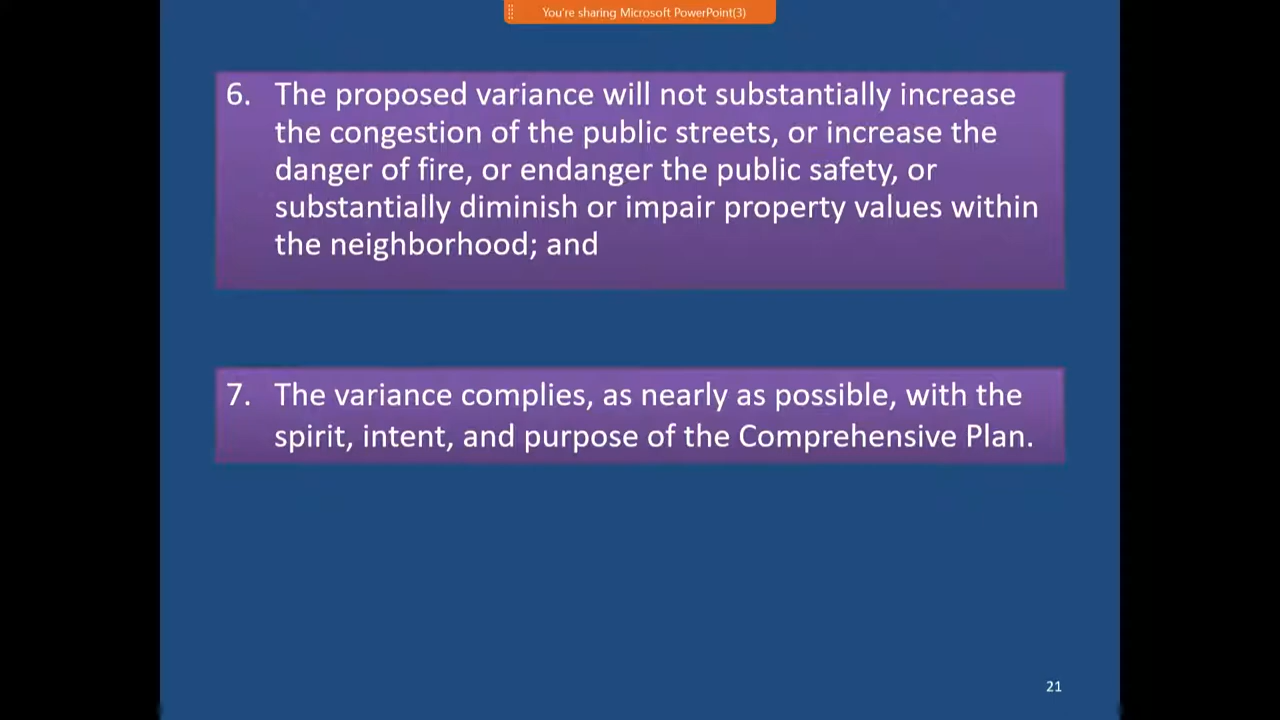 You're sharing Microsoft PowerPoint(3)
6. The proposed variance will not substantially increase
the congestion of the public streets, or increase the
danger of fire, or endanger the public safety, or
substantially diminish or impair property values within
the neighborhood; and
7. The variance complies, as nearly as possible, with the
spirit, intent, and purpose of the Comprehensive Plan.
21